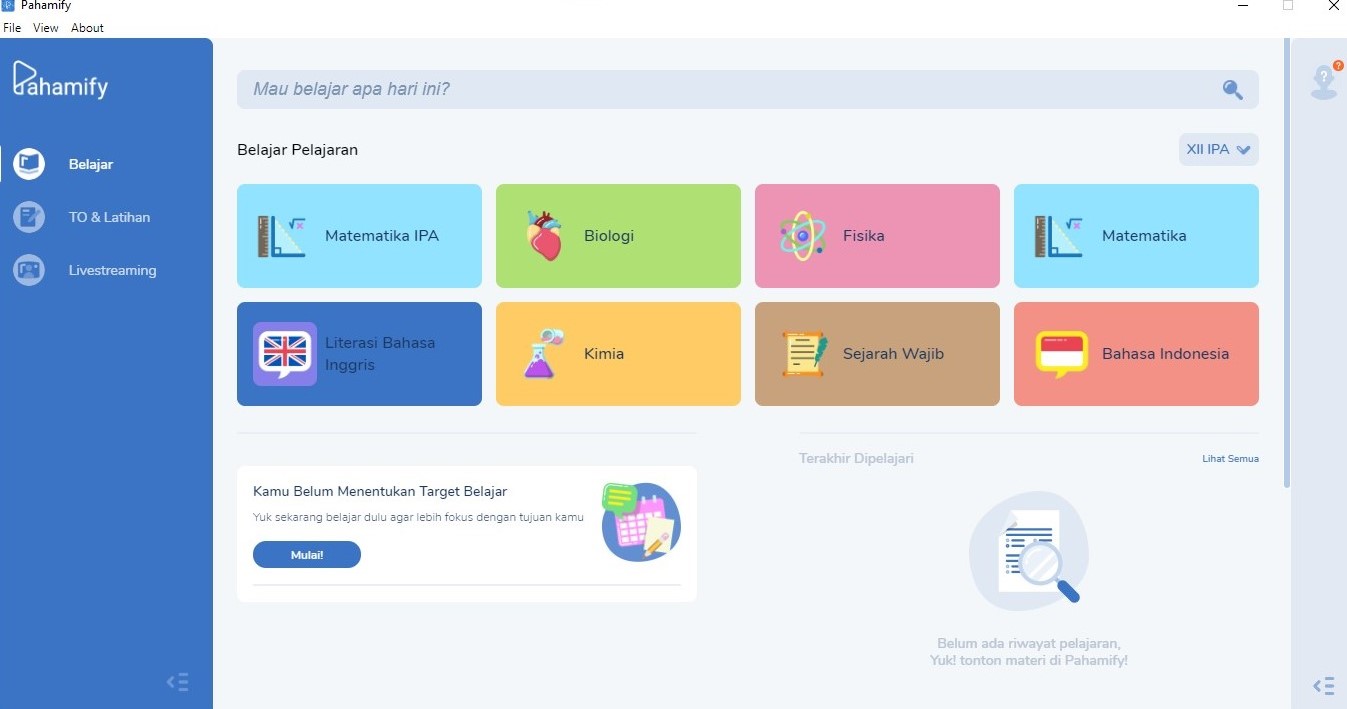 Pahamify
File View About
Pahamify
Mau belajar apa hari ini?
Belajar
TO & Latihan
Livestreaming
Belajar Pelajaran
XII IPA
Matematika IPA
Biologi
Fisika
Matematika
Literasi Bahasa
Inggris
Kimia
Sejarah Wajib
Bahasa Indonesia
Kamu Belum Menentukan Target Belajar
Yuk sekarang belajar dulu agar lebih fokus dengan tujuan kamu
Mulai!
Terakhir Dipelajari
Lihat Semua
Belum ada riwayat pelajaran,
Yuk! tonton materi di Pahamify!